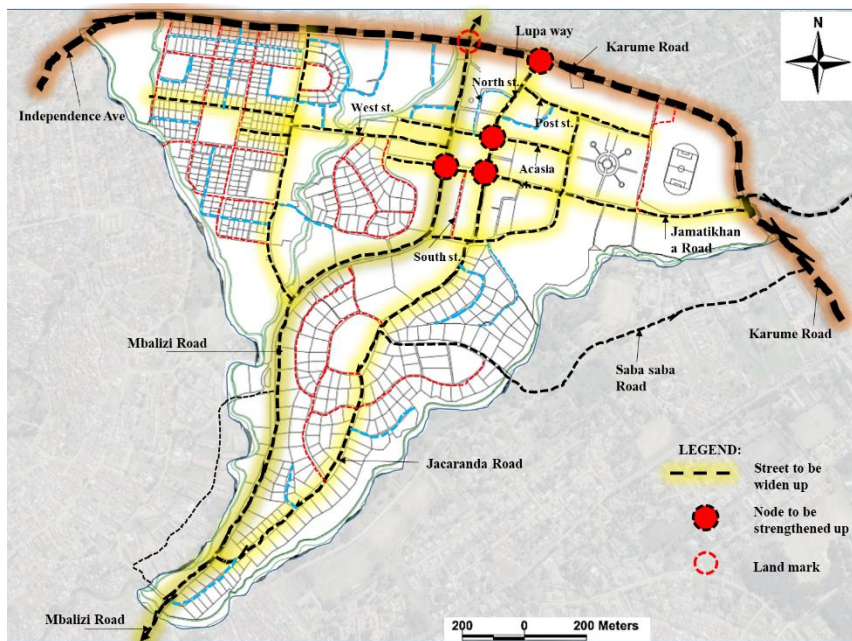 N
Lupa way
Karume Road
North st.
Independence Ave
West st.
Post st.
Acasia
Jamatikhan
a Road
South st.
Mbalizi Road
Karume Road
Saba saba
Road
LEGEND:
Street to be
widen up
Jacaranda Road
Node to be
strengthened up
Land mark
Mbalizi Road
200 0 200 Meters